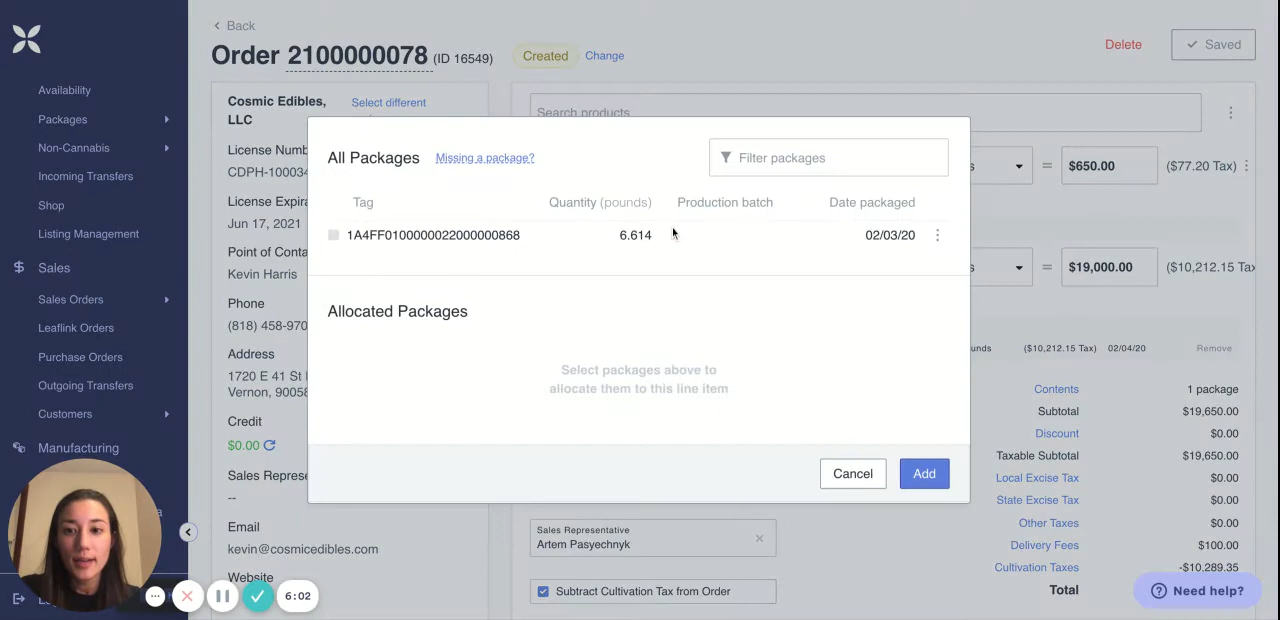 Back
Order 2100000078 (ID 16549) Created Change
Delete
Saved
Availability
Packages
Non-Cannabis
Incoming Transfers
Shop
Listing Management
Sales
Sales Orders
Leaflink Orders
Purchase Orders
Outgoing Transfers
Customers
Manufacturing
Cosmic Edibles,
LLC
Select different
License Numb
CDPH-100034
License Expira
Jun 17, 2021
Point of Conta
Kevin Harris
Phone
(818) 458-970
Address
1720 E 41 St
Vernon, 90058
Credit
$0.00
Sales Represe
--
Email
kevin@cosmicedibles.com
Website
Search products
All Packages Missing a package? Filter packages
Tag Quantity (pounds) Production batch Date packaged
1A4FF0100000022000000868 6.614 02/03/20
Allocated Packages
Select packages above to
allocate them to this line item
Cancel Add
s = $650.00 ($77.20 Tax)
s = $19,000.00 ($10,212.15 Tax
unds ($10,212.15 Tax) 02/04/20 Remove
Contents 1 package
Subtotal $19,650.00
Discount $0.00
Taxable Subtotal $19,650.00
Local Excise Tax $0.00
State Excise Tax $0.00
Other Taxes $0.00
Delivery Fees $100.00
Cultivation Taxes -$10,289.35
Total
Sales Representative
Artem Pasyechnyk
Subtract Cultivation Tax from Order
6:02
Need help?